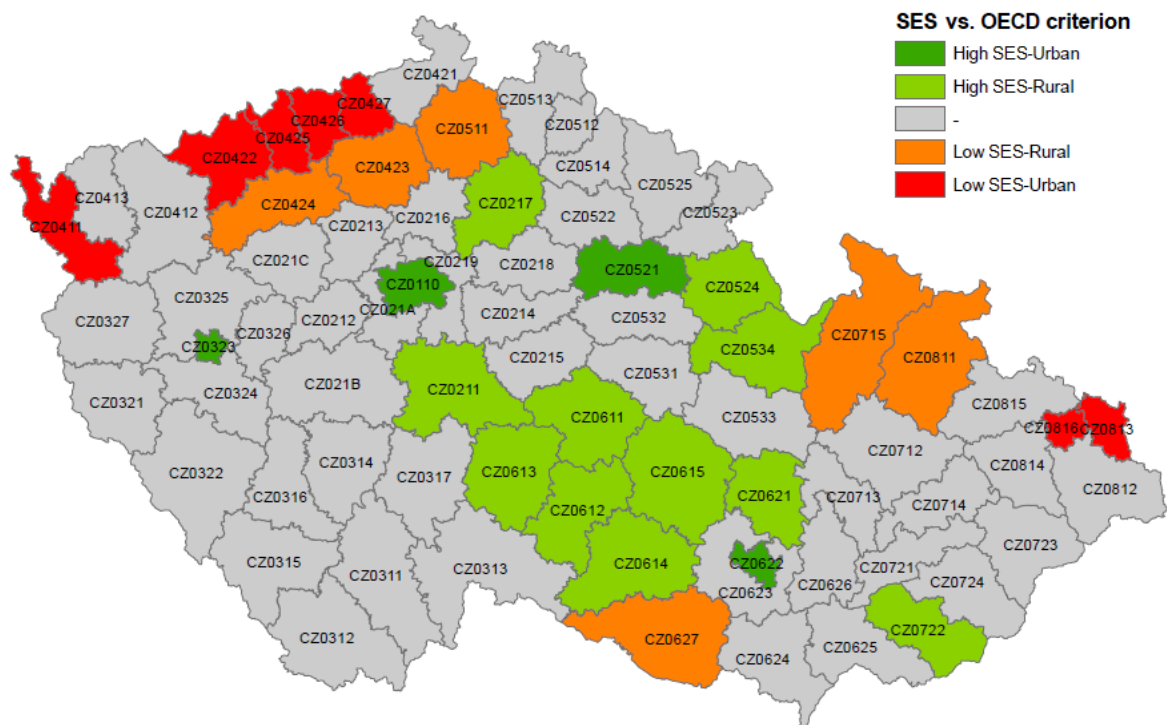 SES vs. OECD criterion
High SES-Urban
High SES-Rural
-
Low SES-Rural
Low SES-Urban
CZ0421
CZ0427
CZ0426
CZ0425
CZ0422
CZ0513
CZ0512
CZ0511
CZ0423
CZ0514
CZ0525
CZ0413
CZ0412
CZ0424
CZ0411
CZ0217
CZ0216
CZ0213
CZ0522
CZ0523
CZ021C
CZ0219
CZ0218
CZ0521
CZ0110
CZ0524
CZ0325
CZ0327
CZ0326
CZ0212
CZ021A
CZ0214
CZ0532
CZ0715
CZ0323
CZ0534
CZ0811
CZ0215
CZ0531
CZ0321
CZ0324
CZ021B
CZ0211
CZ0611
CZ0533
CZ0815
CZ0816
CZ0813
CZ0712
CZ0322
CZ0314
CZ0317
CZ0613
CZ0615
CZ0814
CZ0812
CZ0316
CZ0621
CZ0713
CZ0714
CZ0612
CZ0723
CZ0315
CZ0311
CZ0313
CZ0614
CZ0622
CZ0721
CZ0724
CZ0623
CZ0626
CZ0312
CZ0627
CZ0722
CZ0624
CZ0625